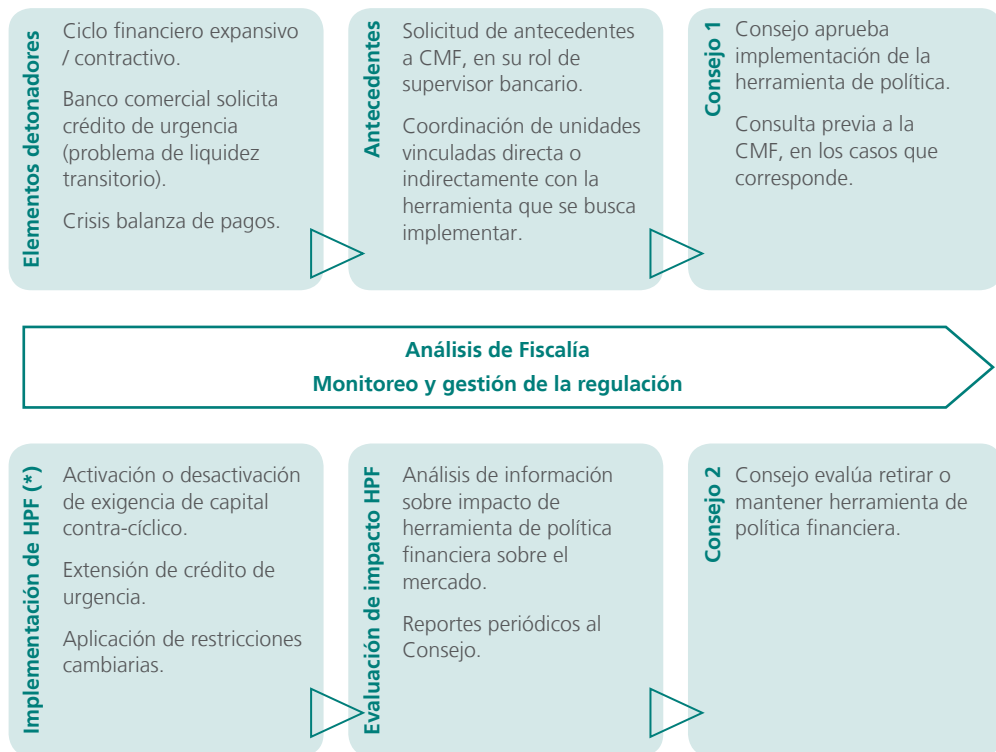 Elementos detonadores
Ciclo financiero expansivo
/ contractivo.
Banco comercial solicita
crédito de urgencia
(problema de liquidez
transitorio).
Crisis balanza de pagos.
Antecedentes
Solicitud de antecedentes
a CMF, en su rol de
supervisor bancario.
Coordinación de unidades
vinculadas directa o
indirectamente con la
herramienta que se busca
implementar.
Consejo 1
Consejo aprueba
implementación de la
herramienta de política.
Consulta previa a la
CMF, en los casos que
corresponde.
Análisis de Fiscalía
Monitoreo y gestión de la regulación
Implementación de HPF (*)
Activación o desactivación
de exigencia de capital
contra-cíclico.
Extensión de crédito de
urgencia.
Aplicación de restricciones
cambiarias.
Evaluación de impacto HPF
Análisis de información
sobre impacto de
herramienta de política
financiera sobre el
mercado.
Reportes periódicos al
Consejo.
Consejo 2
Consejo evalúa retirar o
mantener herramienta de
política financiera.